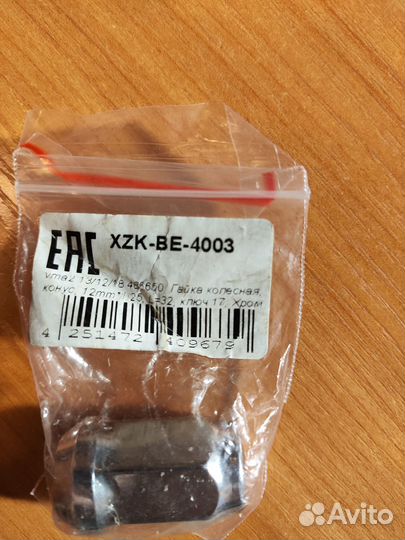 EAC XZK-BE-4003
vma2 13/12/18 486650 Гайка колесная,
конус, 12mm*1.25, L=32, ключ 17, Хром
4 251472 409679
Avito